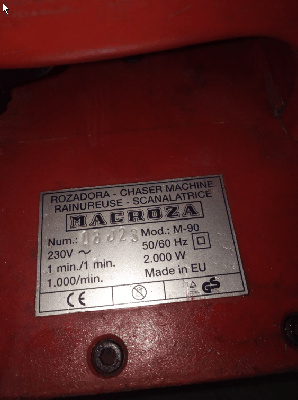 ROZADORA - CHASER MACHINE
RAINUREUSE - SCANALATRICE
MACROZA
Num.: Mod.: M-90
230V ~ 50/60 Hz
1 min./1 min. 2.000 W
1.000/min. Made in EU
CE GS